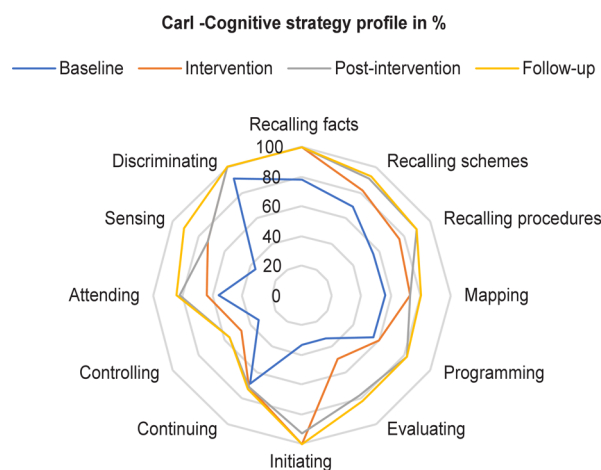 Carl -Cognitive strategy profile in %
Baseline Intervention Post-intervention Follow-up
Recalling facts
Recalling schemes
Recalling procedures
Mapping
Programming
Evaluating
Initiating
Continuing
Controlling
Attending
Sensing
Discriminating
100
80
60
40
20
0